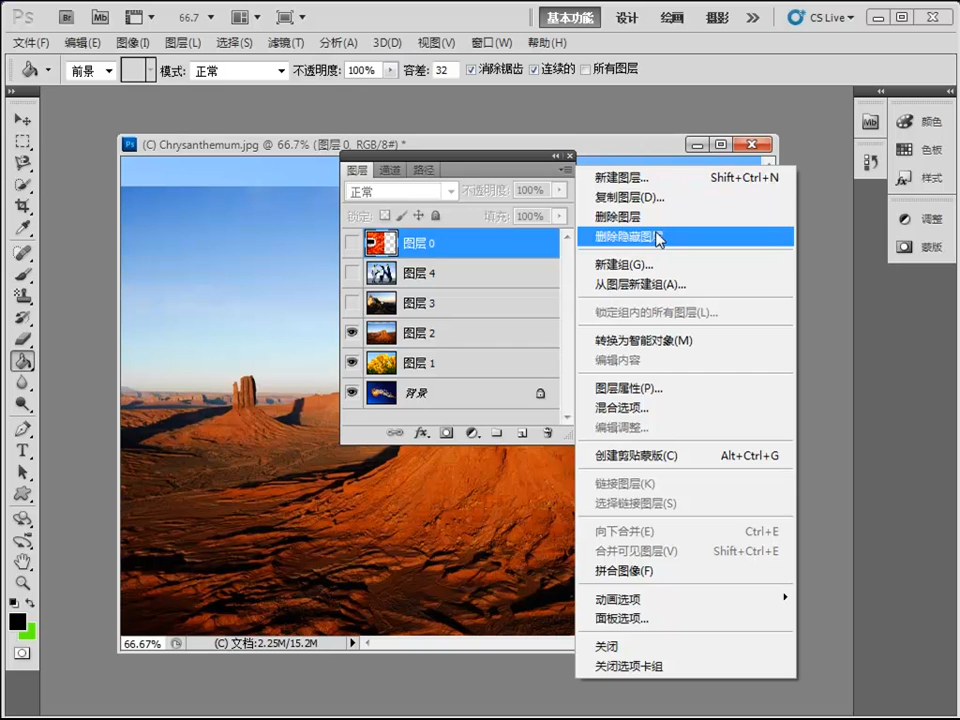 Ps
Br
Mb
66.7
基本功能
设计
绘画
摄影
CS Live
文件(F)
编辑(E)
图像(I)
图层(L)
选择(S)
滤镜(T)
分析(A)
3D(D)
视图(V)
窗口(W)
帮助(H)
前景
模式: 正常
不透明度: 100%
容差: 32
消除锯齿
连续的
所有图层
Ps (C) Chrysanthemum.jpg @ 66.7% (图层 0, RGB/8#) *
图层
通道
路径
正常
不透明度: 100%
锁定:
填充: 100%
图层 0
图层 4
图层 3
图层 2
图层 1
背景
fx
新建图层... Shift+Ctrl+N
复制图层(D)...
删除图层
删除隐藏图
新建组(G)...
从图层新建组(A)...
锁定组内的所有图层(L)...
转换为智能对象(M)
编辑内容
图层属性(P)...
混合选项...
编辑调整...
创建剪贴蒙版(C) Alt+Ctrl+G
链接图层(K)
选择链接图层(S)
向下合并(E) Ctrl+E
合并可见图层(V) Shift+Ctrl+E
拼合图像(F)
动画选项
面板选项...
关闭
关闭选项卡组
Mb
颜色
色板
样式
调整
蒙版
T
66.67%
(C) 文档:2.25M/15.2M